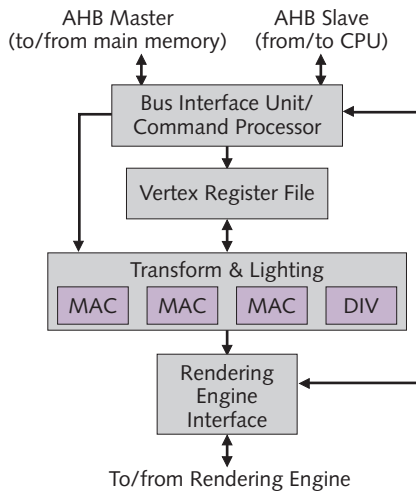 AHB Master
(to/from main memory)
AHB Slave
(from/to CPU)
Bus Interface Unit/
Command Processor
Vertex Register File
Transform & Lighting
MAC
MAC
MAC
DIV
Rendering
Engine
Interface
To/from Rendering Engine